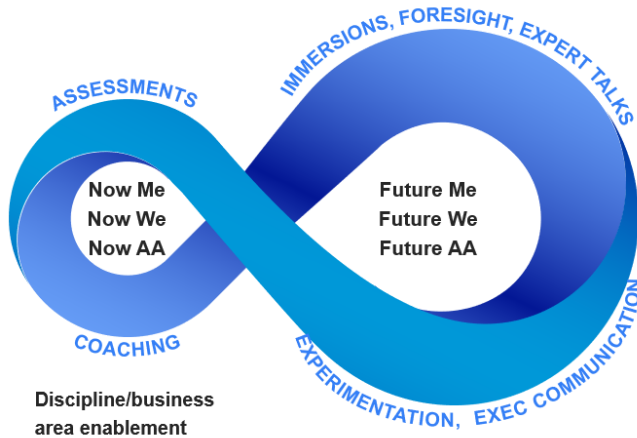 IMMERSIONS, FORESIGHT, EXPERT TALKS
ASSESSMENTS
Now Me
Now We
Now AA
Future Me
Future We
Future AA
COACHING
EXPERIMENTATION, EXEC COMMUNICATION
Discipline/business
area enablement